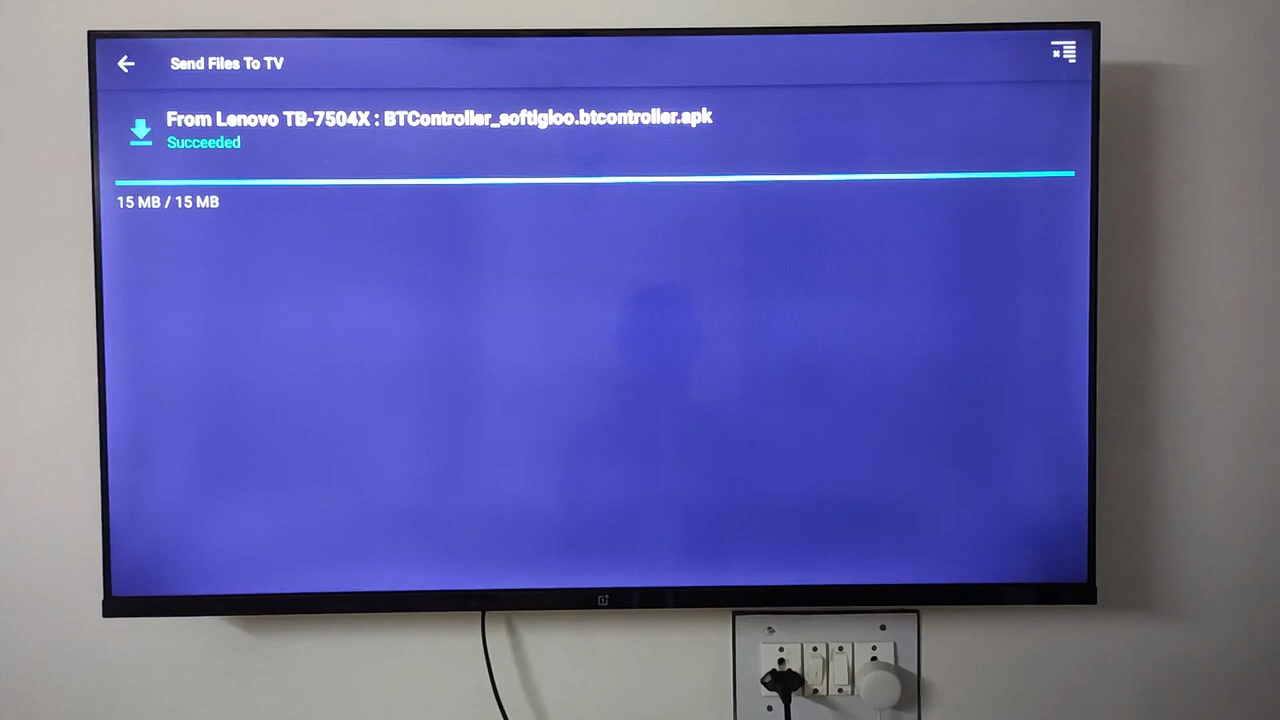 Send Files To TV
From Lenovo TB-7504X : BTController_softigloo.btcontroller.apk
Succeeded
15 MB / 15 MB